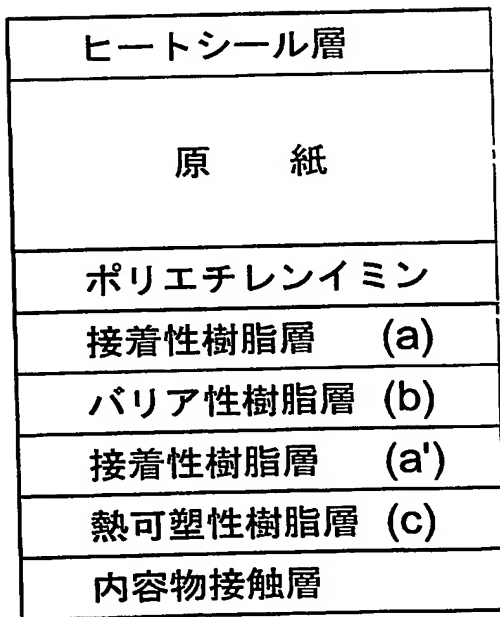 ヒートシール層
原 紙
ポリエチレンイミン
接着性樹脂層 (a)
バリア性樹脂層 (b)
接着性樹脂層 (a')
熱可塑性樹脂層 (c)
内容物接触層